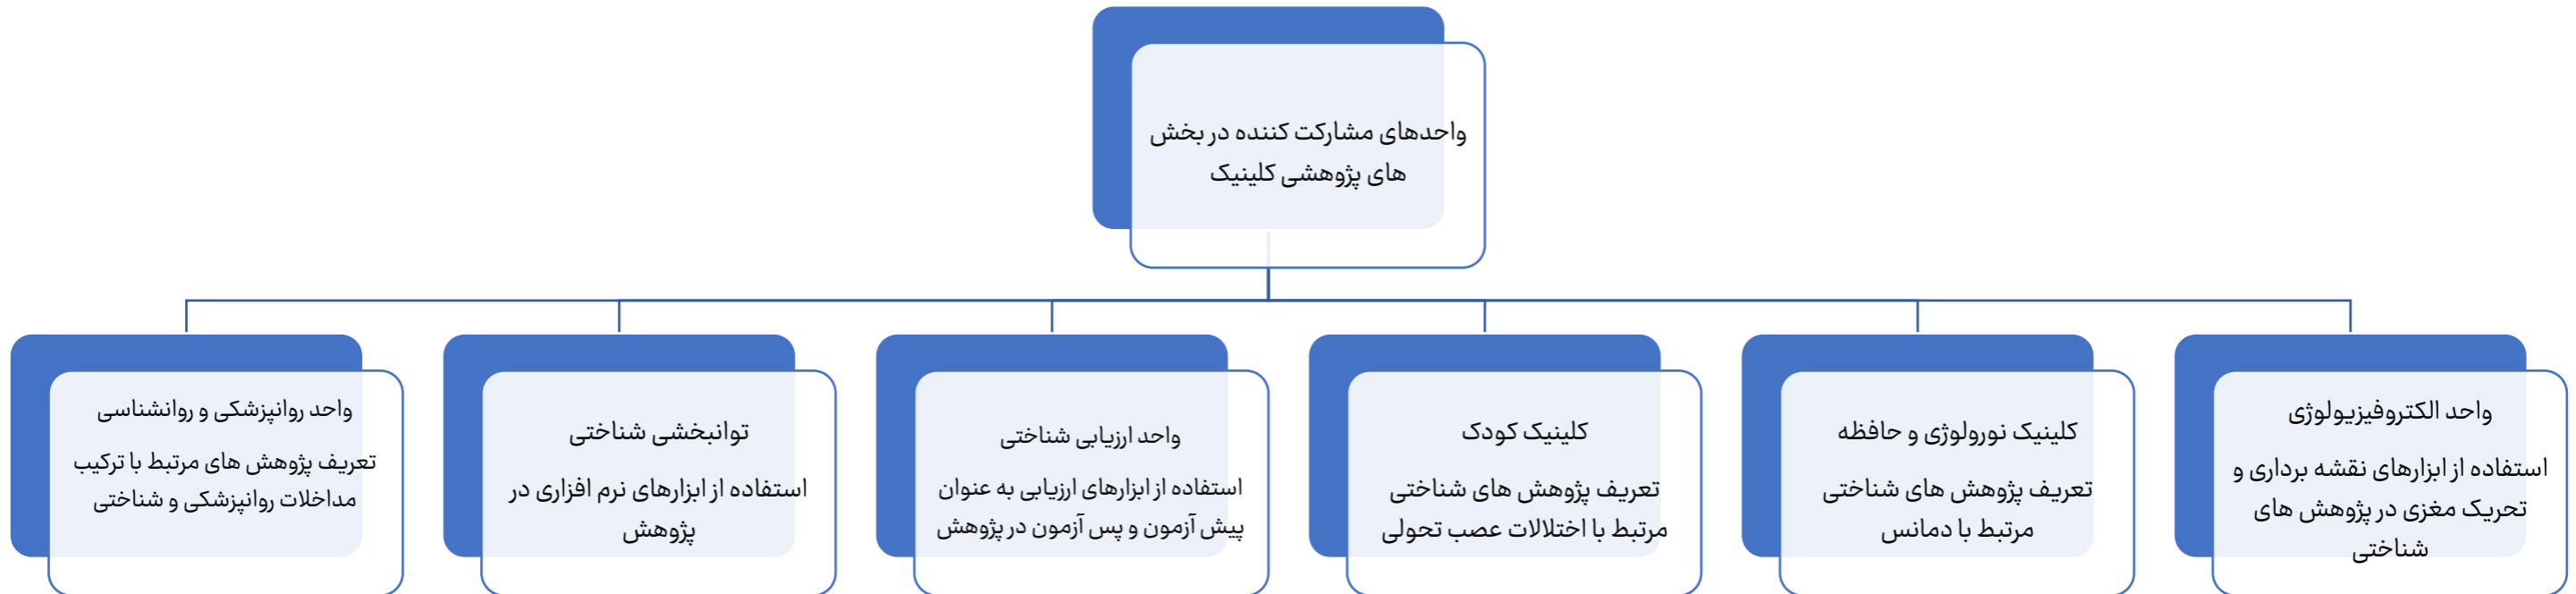 واحدهای مشارکت کننده در بخش
های پژوهشی کلینیک
واحد الکتروفیزیولوژی
استفاده از ابزارهای نقشه برداری و
تحریک مغزی در پژوهش های
شناختی
کلینیک نورولوژی و حافظه
تعریف پژوهش های شناختی
مرتبط با دمانس
کلینیک کودک
تعریف پژوهش های شناختی
مرتبط با اختلالات عصب تحولی
واحد ارزیابی شناختی
استفاده از ابزارهای ارزیابی به عنوان
پیش آزمون و پس آزمون در پژوهش
توانبخشی شناختی
استفاده از ابزارهای نرم افزاری در
پژوهش
واحد روانپزشکی و روانشناسی
تعریف پژوهش های مرتبط با ترکیب
مداخلات روانپزشکی و شناختی